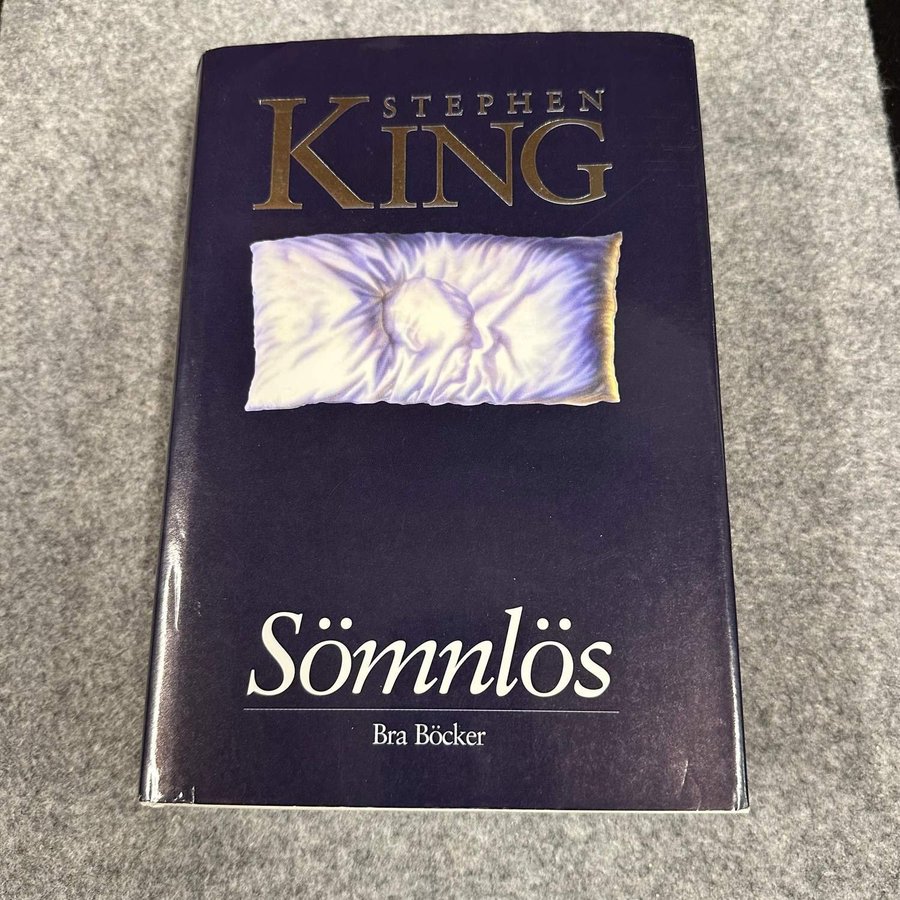 STEPHEN
KING
Sömnlös
Bra Böcker